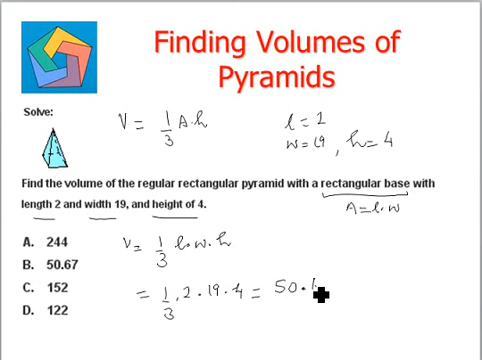 Finding Volumes of
Pyramids
Solve:
V = 1/3 A·h
l = 2
w = 19, h = 4
Find the volume of the regular rectangular pyramid with a rectangular base with
length 2 and width 19, and height of 4.
A = l·w
A. 244
B. 50.67
C. 152
D. 122
V = 1/3 l·w·h
= 1/3 · 2 · 19 · 4 = 50.